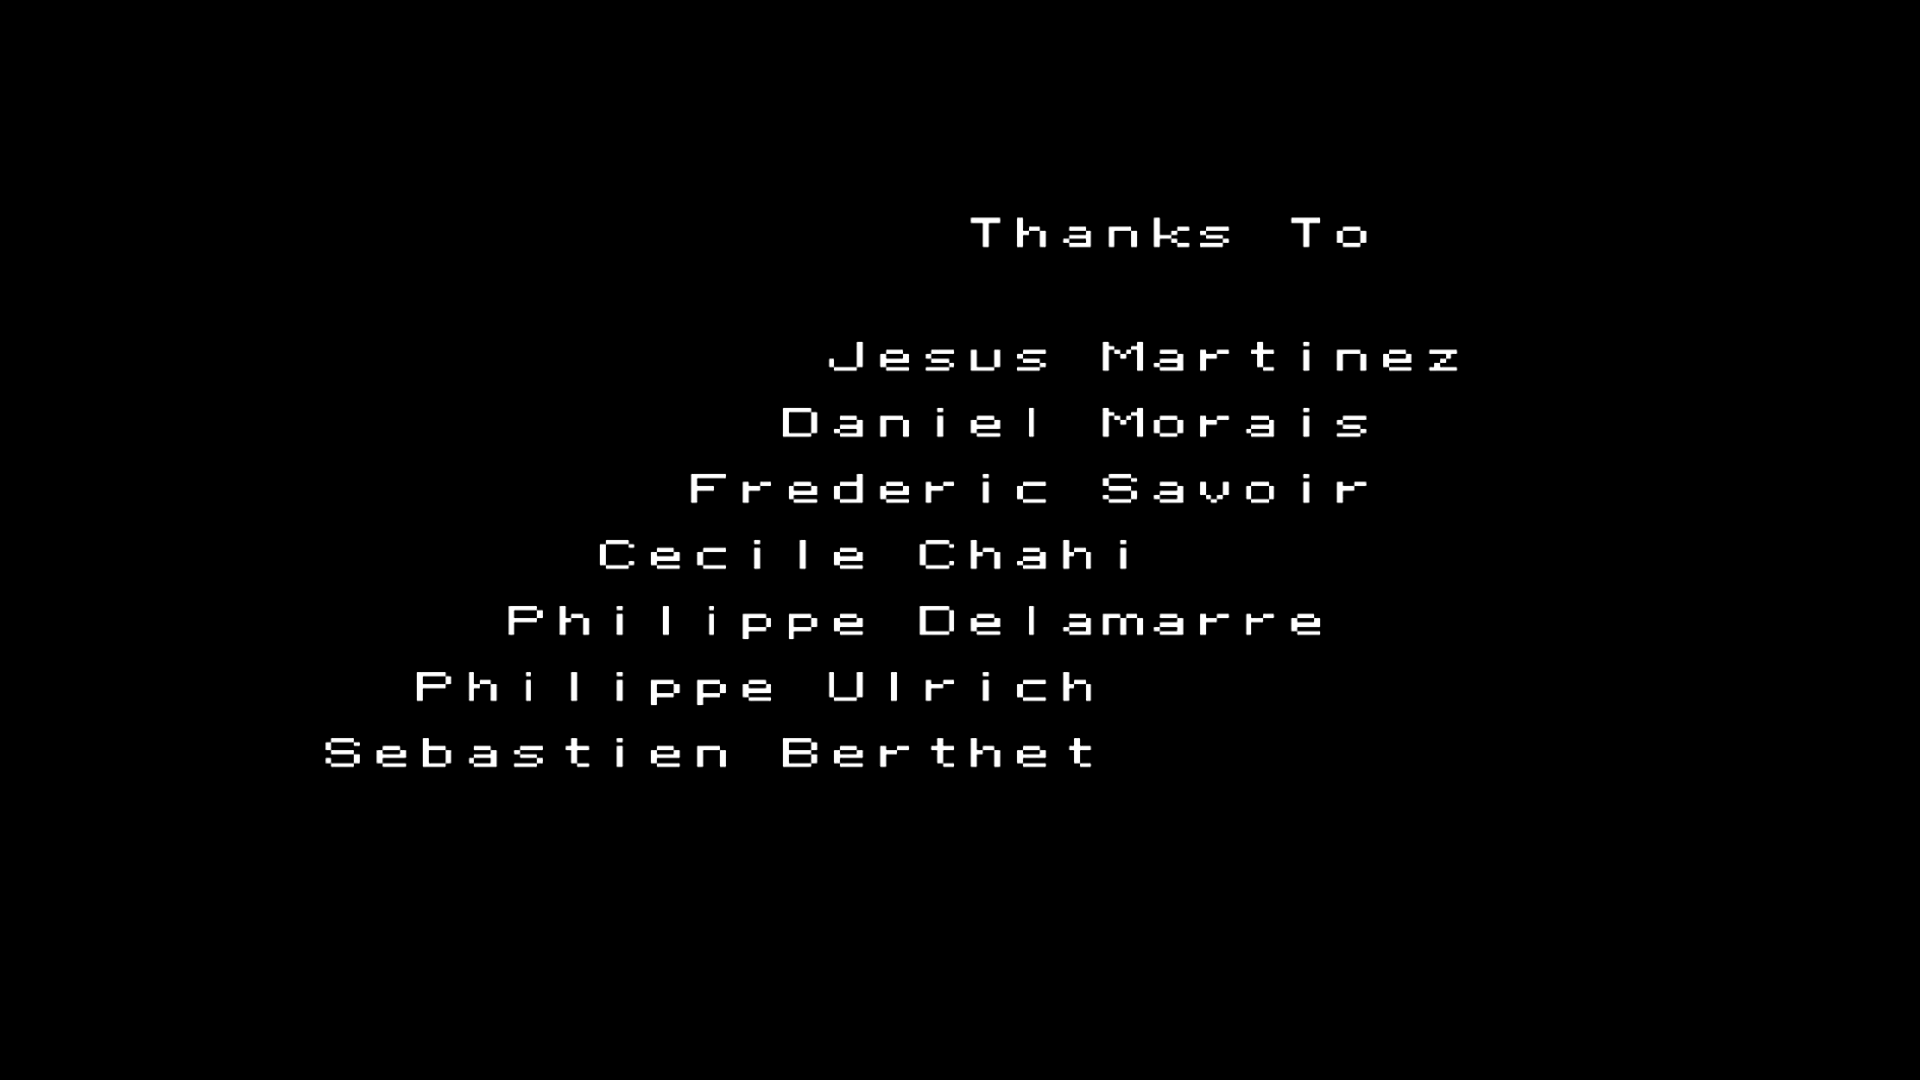 Thanks To
Jesus Martinez
Daniel Morais
Frederic Savoir
Cecile Chahi
Philippe Delamarre
Philippe Ulrich
Sebastien Berthet